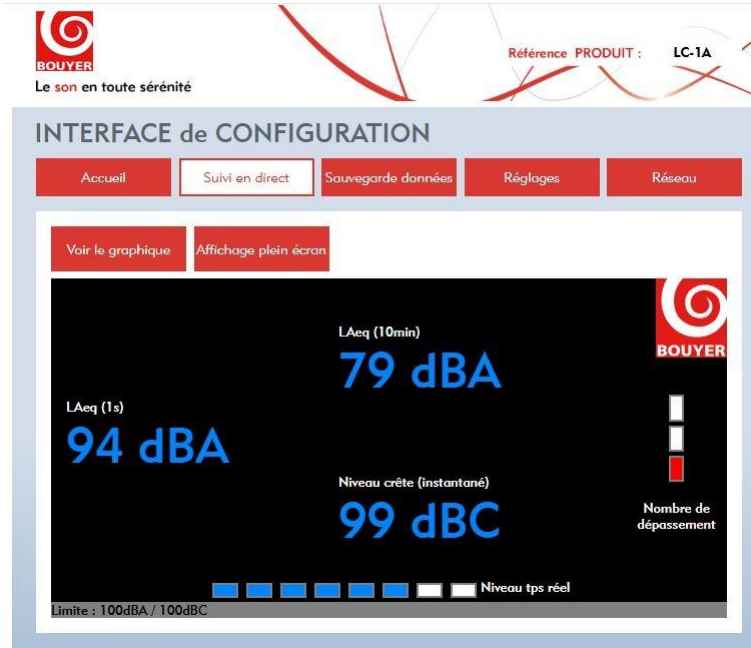 BOUYER
Le son en toute sérénité
Référence PRODUIT : LC-1A
INTERFACE de CONFIGURATION
Accueil
Suivi en direct
Sauvegarde données
Réglages
Réseau
Voir le graphique
Affichage plein écran
BOUYER
LAeq (10min)
79 dBA
LAeq (1s)
94 dBA
Niveau crête (instantané)
99 dBC
Nombre de
dépassement
Niveau tps réel
Limite : 100dBA / 100dBC